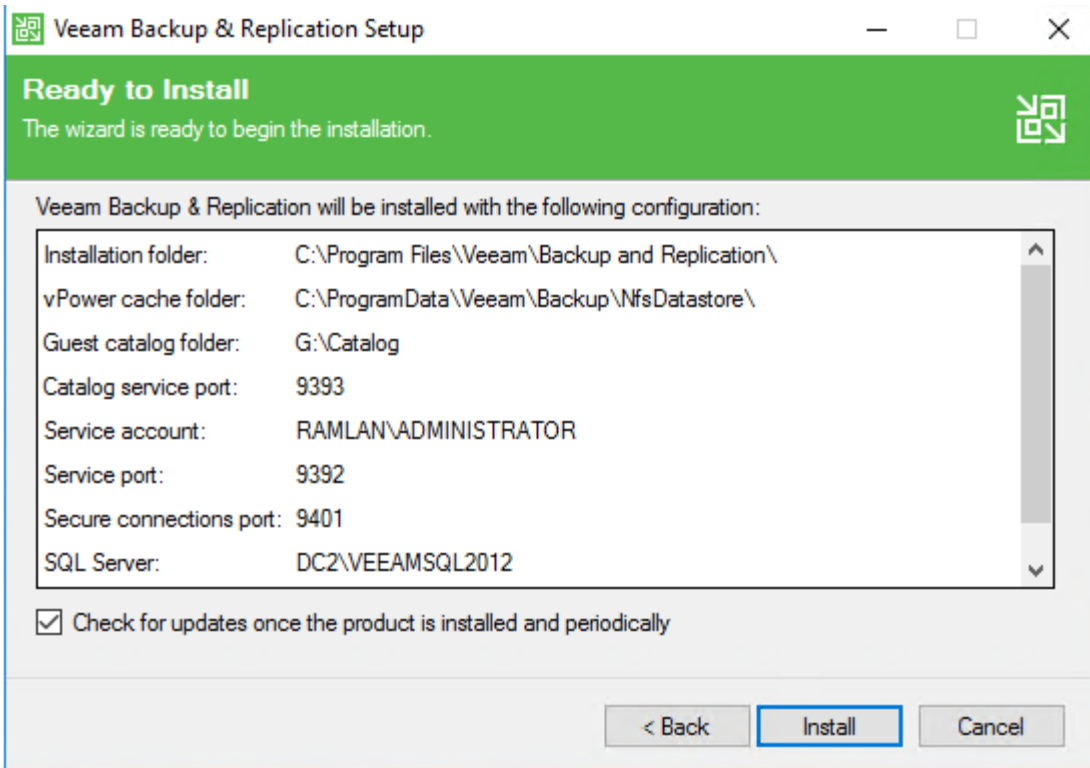 Veeam Backup & Replication Setup
Ready to Install
The wizard is ready to begin the installation.
Veeam Backup & Replication will be installed with the following configuration:
Installation folder: C:\Program Files\Veeam\Backup and Replication\
vPower cache folder: C:\ProgramData\Veeam\Backup\NfsDatastore\
Guest catalog folder: G:\Catalog
Catalog service port: 9393
Service account: RAMLAN\ADMINISTRATOR
Service port: 9392
Secure connections port: 9401
SQL Server: DC2\VEEAMSQL2012
Check for updates once the product is installed and periodically
< Back Install Cancel